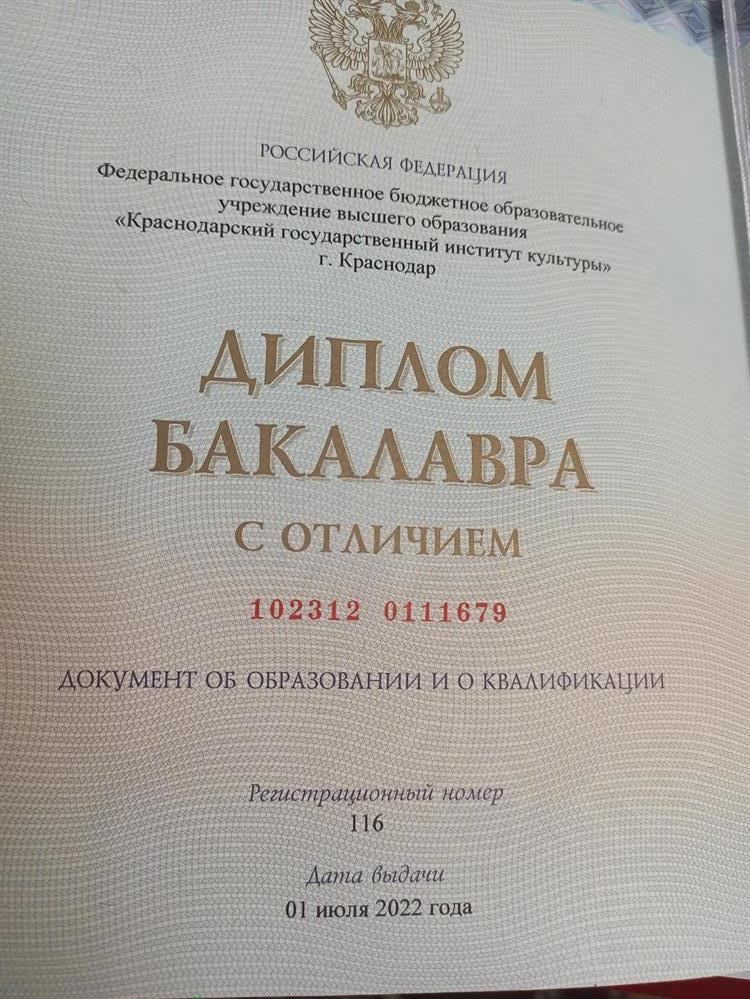 РОССИЙСКАЯ ФЕДЕРАЦИЯ
Федеральное государственное бюджетное образовательное
учреждение высшего образования
«Краснодарский государственный институт культуры»
г. Краснодар
ДИПЛОМ
БАКАЛАВРА
С ОТЛИЧИЕМ
102312 0111679
ДОКУМЕНТ ОБ ОБРАЗОВАНИИ И О КВАЛИФИКАЦИИ
Регистрационный номер
116
Дата выдачи
01 июля 2022 года